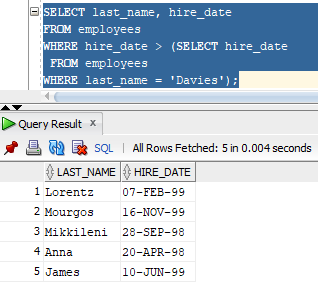 SELECT last_name, hire_date
FROM employees
WHERE hire_date > (SELECT hire_date
FROM employees
WHERE last_name = 'Davies');
Query Result x
SQL | All Rows Fetched: 5 in 0.004 seconds
LAST_NAME HIRE_DATE
1 Lorentz 07-FEB-99
2 Mourgos 16-NOV-99
3 Mikkileni 28-SEP-98
4 Anna 20-APR-98
5 James 10-JUN-99